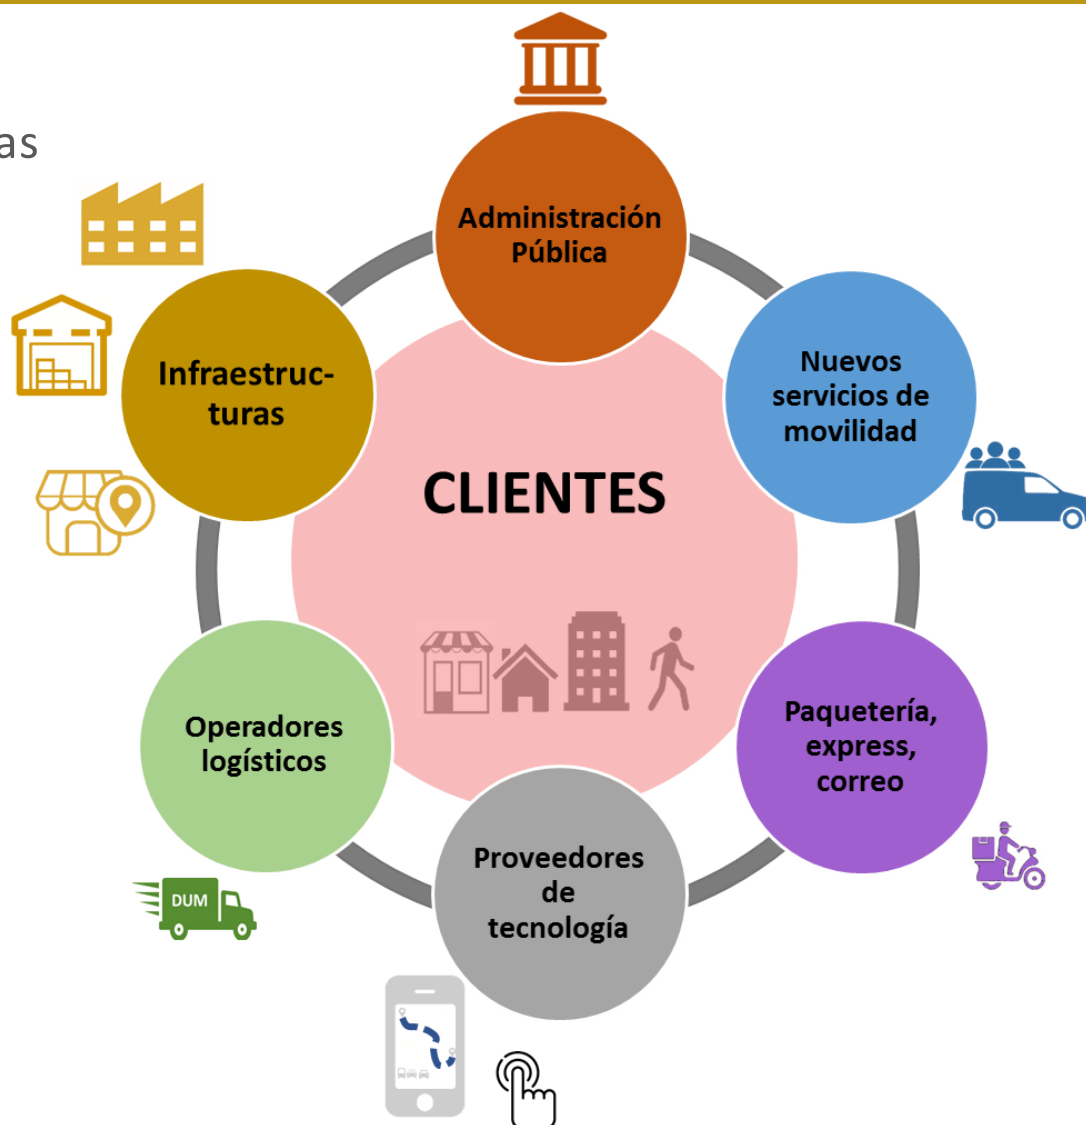 as
Administración
Pública
Nuevos
servicios de
movilidad
Infraestruc-
turas
CLIENTES
Paquetería,
express,
correo
Operadores
logísticos
Proveedores
de
tecnología
DUM